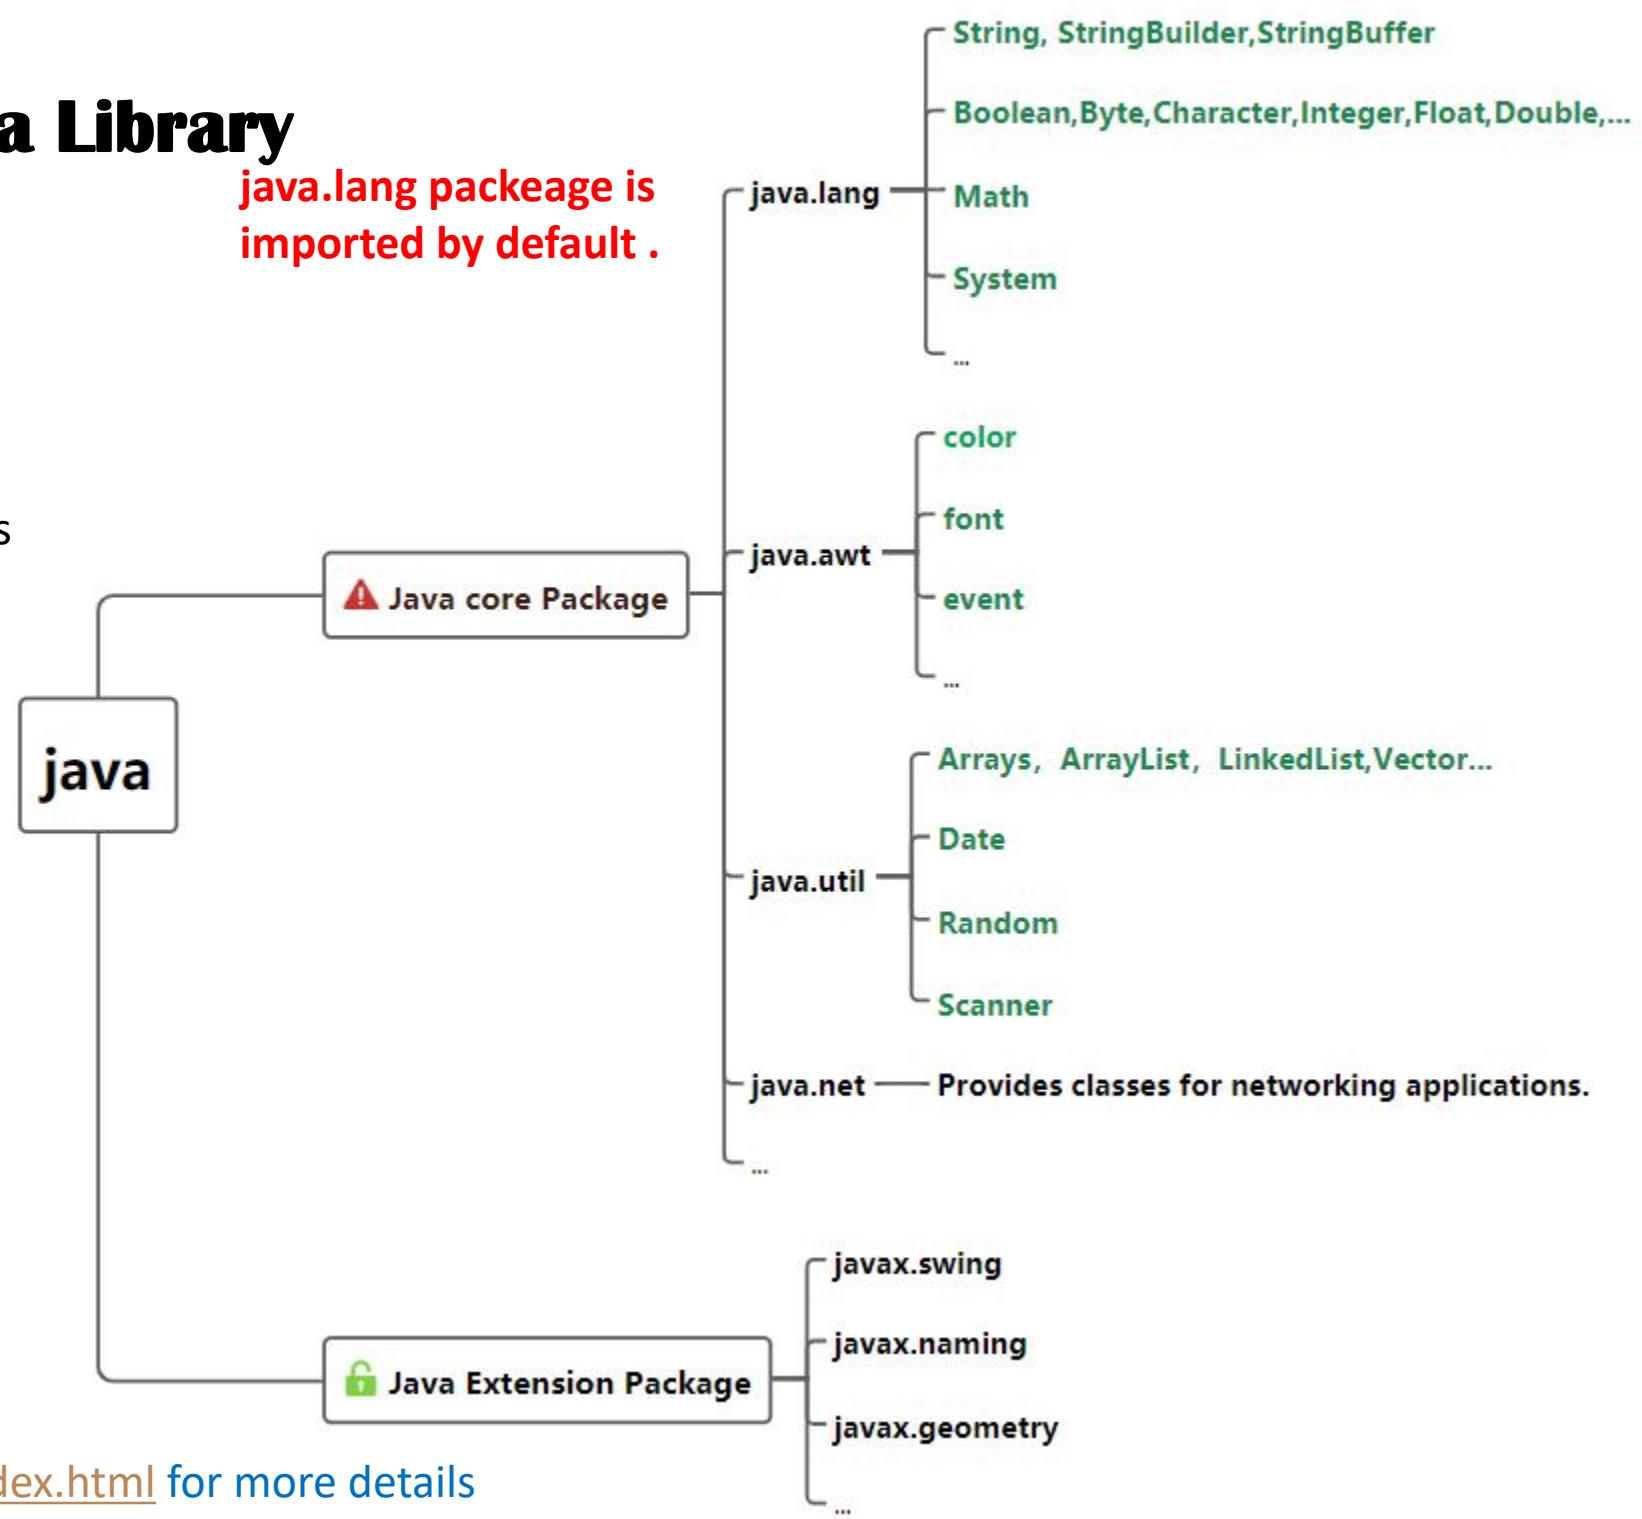 a Library
java.lang packeage is
imported by default .
s
java
Java core Package
java.lang
String, StringBuilder,StringBuffer
Boolean,Byte,Character,Integer,Float,Double,...
Math
System
...
java.awt
color
font
event
...
java.util
Arrays, ArrayList, LinkedList,Vector...
Date
Random
Scanner
java.net
Provides classes for networking applications.
...
Java Extension Package
javax.swing
javax.naming
javax.geometry
...
dex.html for more details